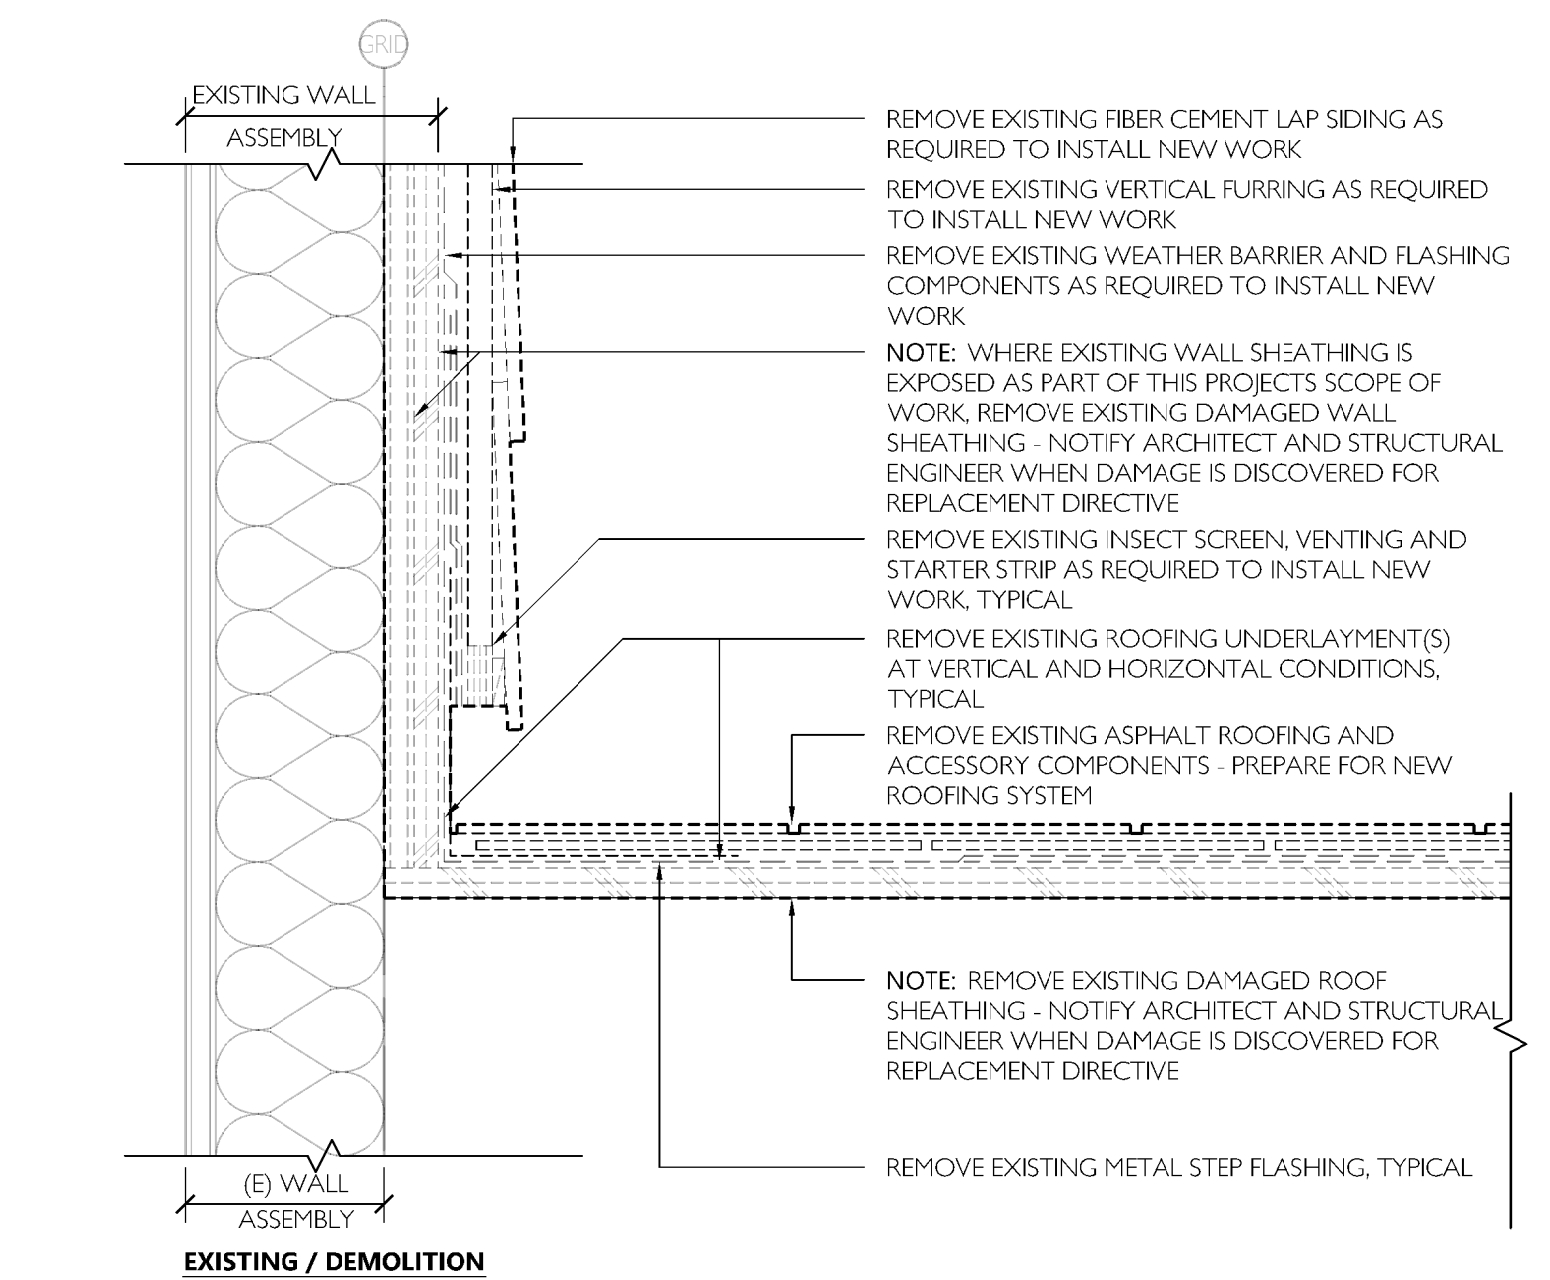 GRID
EXISTING WALL
ASSEMBLY
REMOVE EXISTING FIBER CEMENT LAP SIDING AS
REQUIRED TO INSTALL NEW WORK
REMOVE EXISTING VERTICAL FURRING AS REQUIRED
TO INSTALL NEW WORK
REMOVE EXISTING WEATHER BARRIER AND FLASHING
COMPONENTS AS REQUIRED TO INSTALL NEW
WORK
NOTE: WHERE EXISTING WALL SHEATHING IS
EXPOSED AS PART OF THIS PROJECTS SCOPE OF
WORK, REMOVE EXISTING DAMAGED WALL
SHEATHING - NOTIFY ARCHITECT AND STRUCTURAL
ENGINEER WHEN DAMAGE IS DISCOVERED FOR
REPLACEMENT DIRECTIVE
REMOVE EXISTING INSECT SCREEN, VENTING AND
STARTER STRIP AS REQUIRED TO INSTALL NEW
WORK, TYPICAL
REMOVE EXISTING ROOFING UNDERLAYMENT(S)
AT VERTICAL AND HORIZONTAL CONDITIONS,
TYPICAL
REMOVE EXISTING ASPHALT ROOFING AND
ACCESSORY COMPONENTS - PREPARE FOR NEW
ROOFING SYSTEM
NOTE: REMOVE EXISTING DAMAGED ROOF
SHEATHING - NOTIFY ARCHITECT AND STRUCTURAL
ENGINEER WHEN DAMAGE IS DISCOVERED FOR
REPLACEMENT DIRECTIVE
REMOVE EXISTING METAL STEP FLASHING, TYPICAL
(E) WALL
ASSEMBLY
EXISTING / DEMOLITION